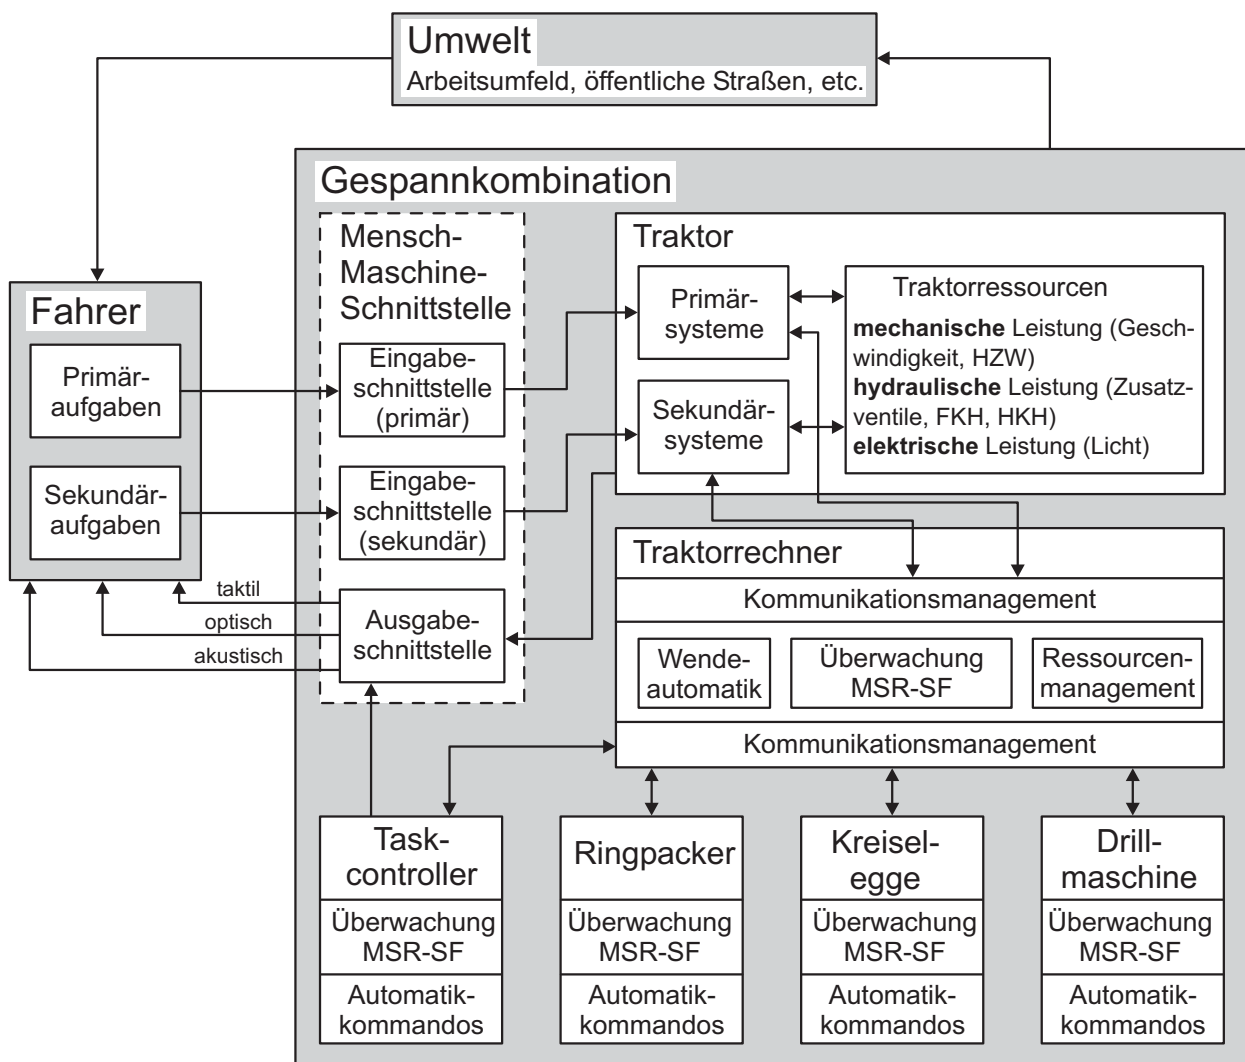 Umwelt
Arbeitsumfeld, öffentliche Straßen, etc.
Gespannkombination
Fahrer
Primär-
aufgaben
Sekundär-
aufgaben
Mensch-
Maschine-
Schnittstelle
Eingabe-
schnittstelle
(primär)
Eingabe-
schnittstelle
(sekundär)
Ausgabe-
schnittstelle
taktil
optisch
akustisch
Traktor
Primär-
systeme
Sekundär-
systeme
Traktorressourcen
mechanische Leistung (Gesch-
windigkeit, HZW)
hydraulische Leistung (Zusatz-
ventile, FKH, HKH)
elektrische Leistung (Licht)
Traktorrechner
Kommunikationsmanagement
Wende-
automatik
Überwachung
MSR-SF
Ressourcen-
management
Kommunikationsmanagement
Task-
controller
Überwachung
MSR-SF
Automatik-
kommandos
Ringpacker
Überwachung
MSR-SF
Automatik-
kommandos
Kreisel-
egge
Überwachung
MSR-SF
Automatik-
kommandos
Drill-
maschine
Überwachung
MSR-SF
Automatik-
kommandos